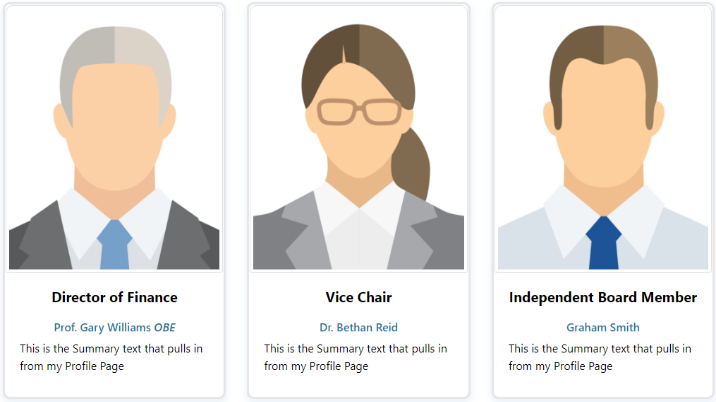 Director of Finance
Prof. Gary Williams OBE
This is the Summary text that pulls in
from my Profile Page
Vice Chair
Dr. Bethan Reid
This is the Summary text that pulls in
from my Profile Page
Independent Board Member
Graham Smith
This is the Summary text that pulls in
from my Profile Page